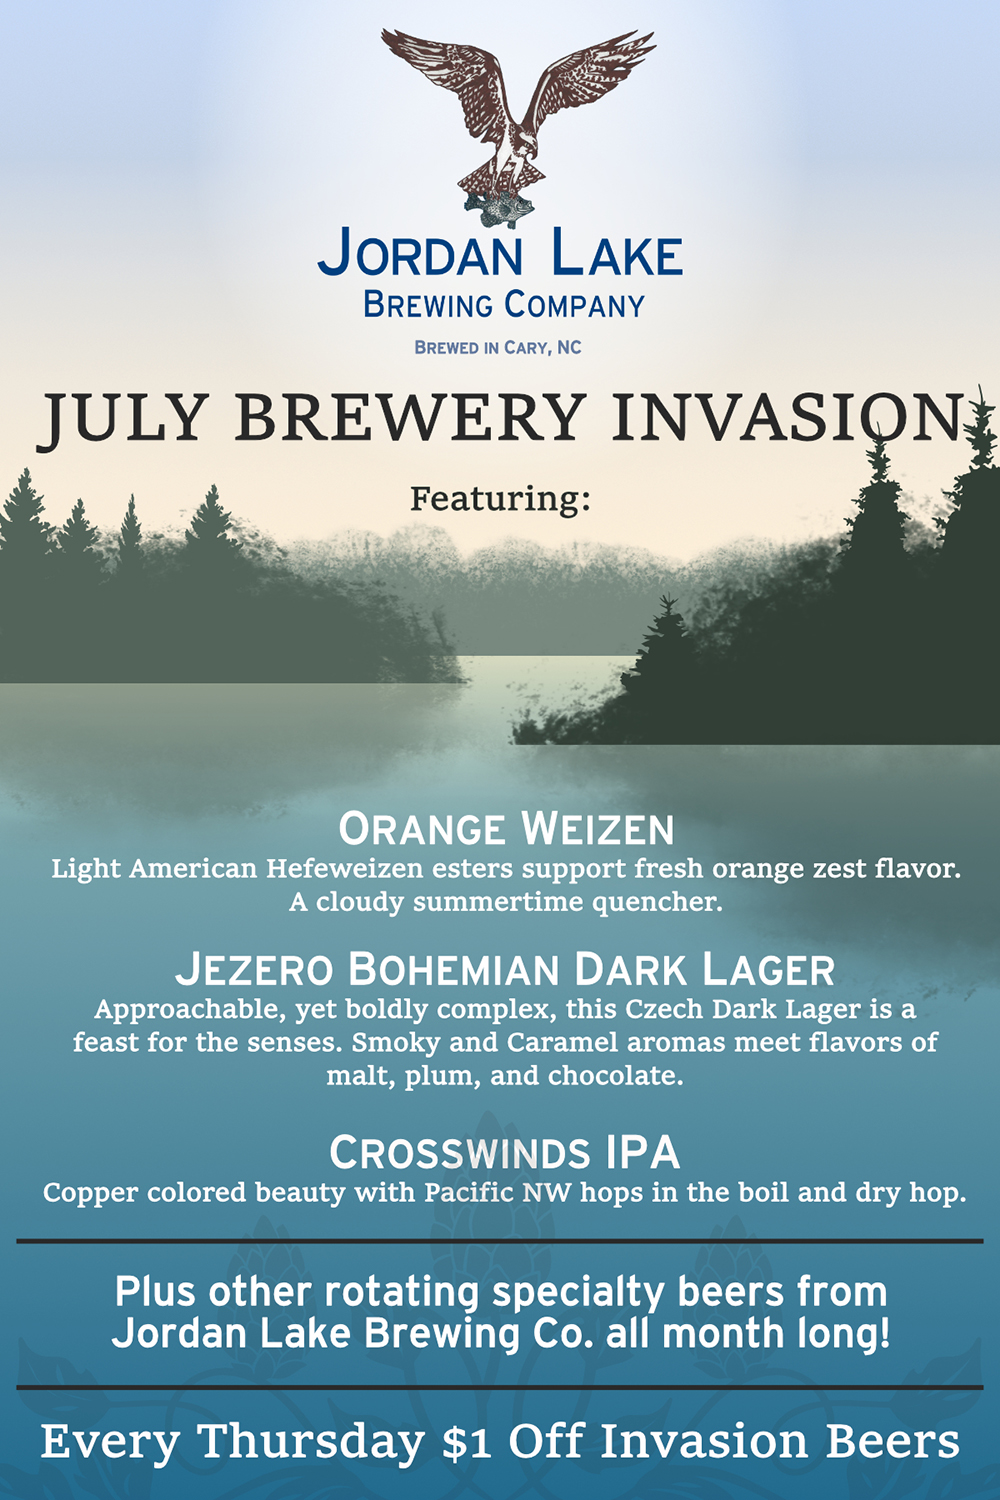 JORDAN LAKE
BREWING COMPANY
BREWED IN CARY, NC
JULY BREWERY INVASION
Featuring:
ORANGE WEIZEN
Light American Hefeweizen esters support fresh orange zest flavor.
A cloudy summertime quencher.
JEZERO BOHEMIAN DARK LAGER
Approachable, yet boldly complex, this Czech Dark Lager is a
feast for the senses. Smoky and Caramel aromas meet flavors of
malt, plum, and chocolate.
CROSSWINDS IPA
Copper colored beauty with Pacific NW hops in the boil and dry hop.
Plus other rotating specialty beers from
Jordan Lake Brewing Co. all month long!
Every Thursday $1 Off Invasion Beers